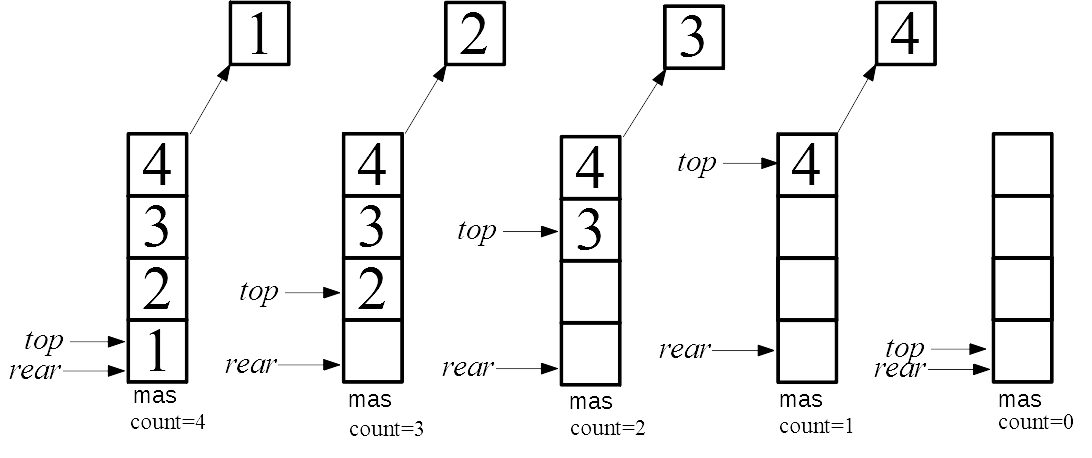 1
2
3
4
4
3
2
1
top
rear
mas
count=4
4
3
2
top
rear
mas
count=3
4
3
top
rear
mas
count=2
4
top
rear
mas
count=1
top
rear
mas
count=0